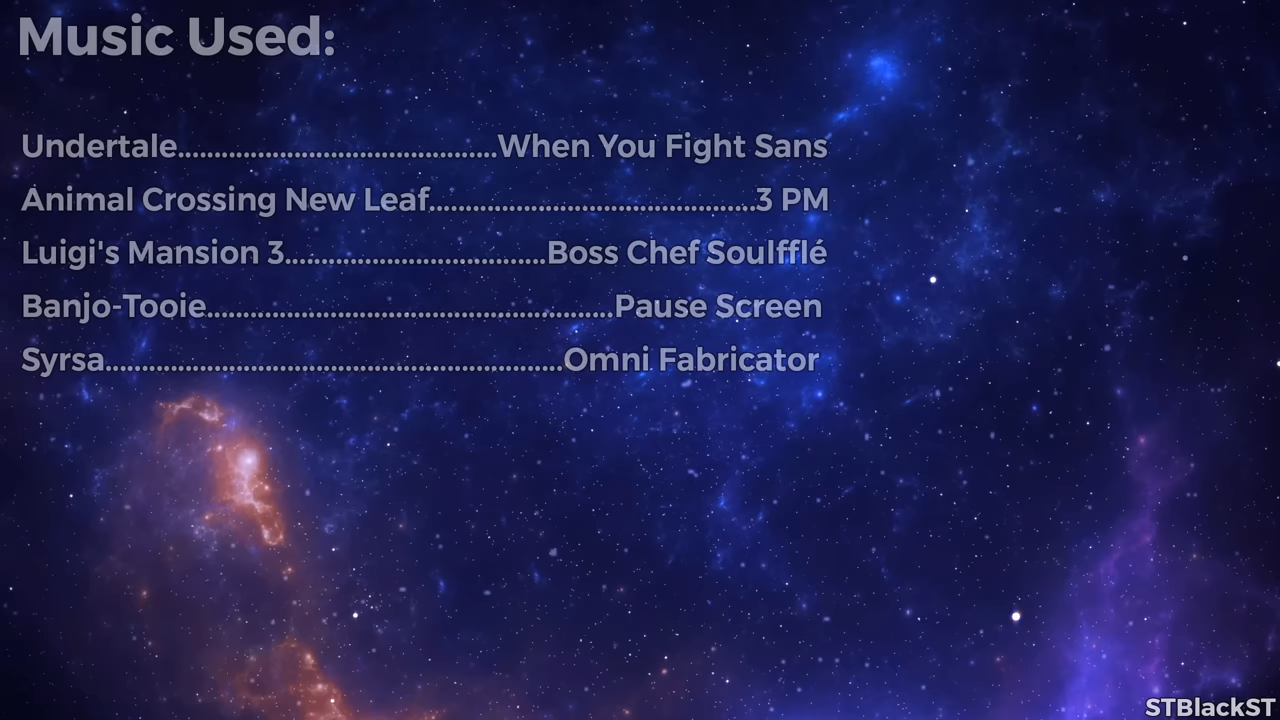 Music Used:
Undertale............................................When You Fight Sans
Animal Crossing New Leaf.............................................3 PM
Luigi's Mansion 3....................................Boss Chef Soulfflé
Banjo-Tooie........................................................Pause Screen
Syrsa...............................................................Omni Fabricator
STBlackST